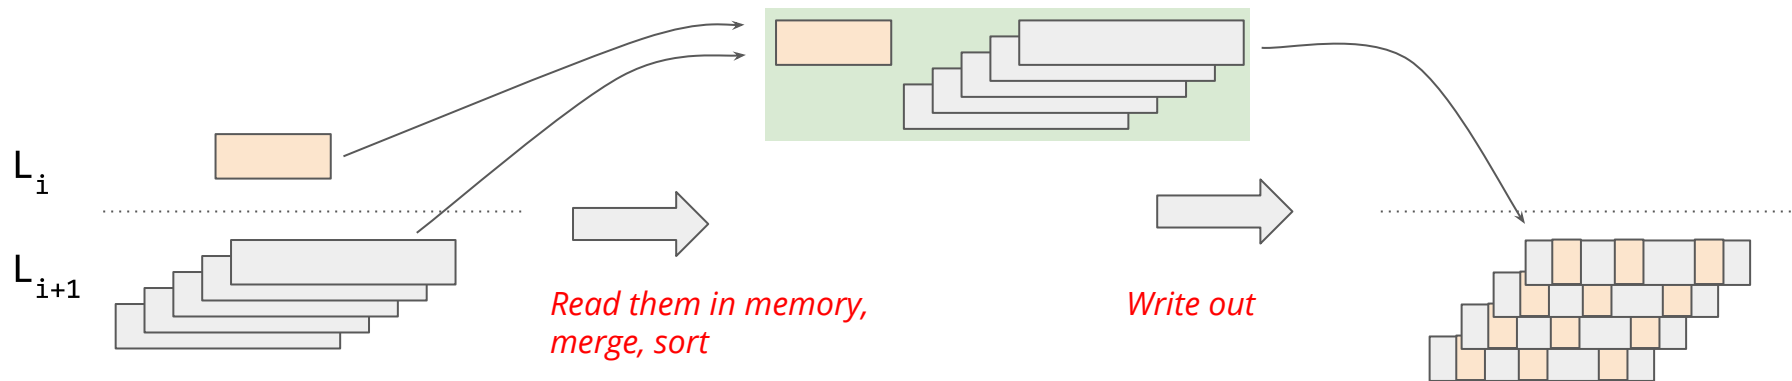 Lᵢ
Lᵢ₊₁
Read them in memory,
merge, sort
Write out